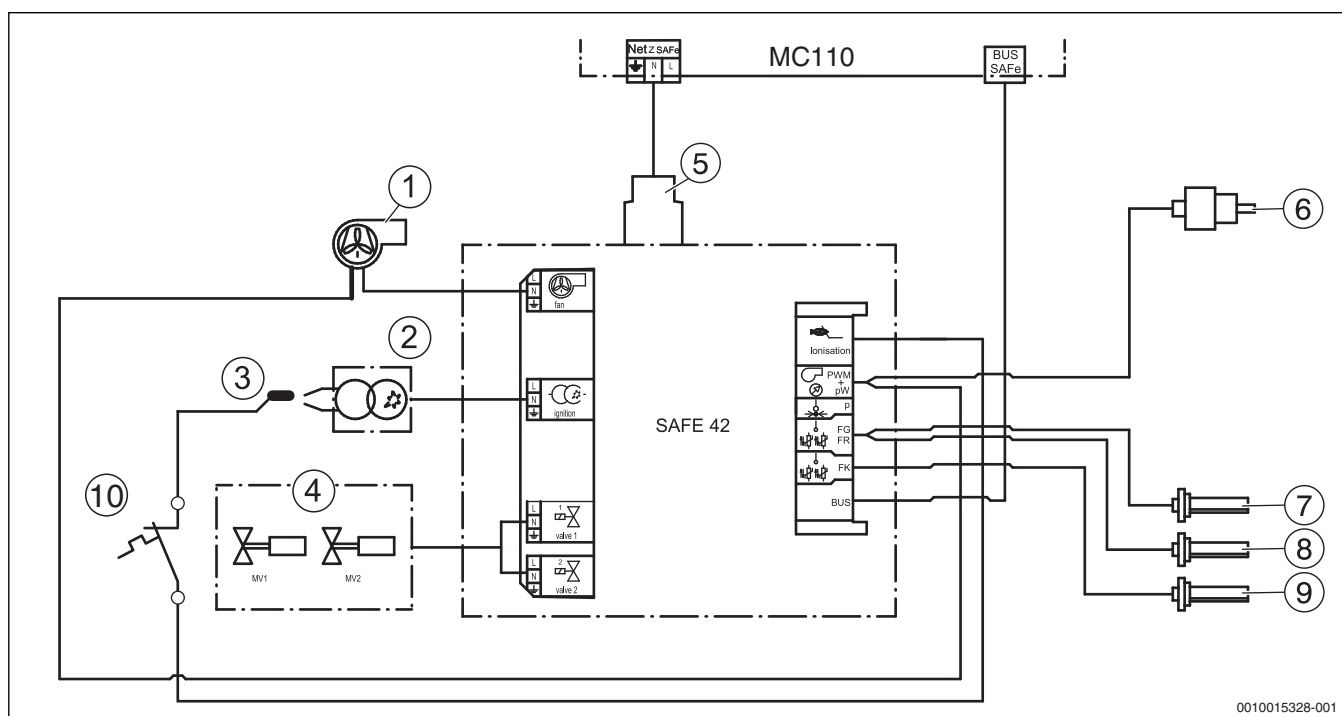 Net z SAFe
N L
MC110
BUS
SAFe
5
1
6
L
N
fan
2
Ionisation
3
L
N
ignition
PWM
+
pW
p
SAFE 42
FG
FR
FK
10
4
BUS
7
L
N
1
valve 1
8
MV1
MV2
L
N
2
valve 2
9
0010015328-001